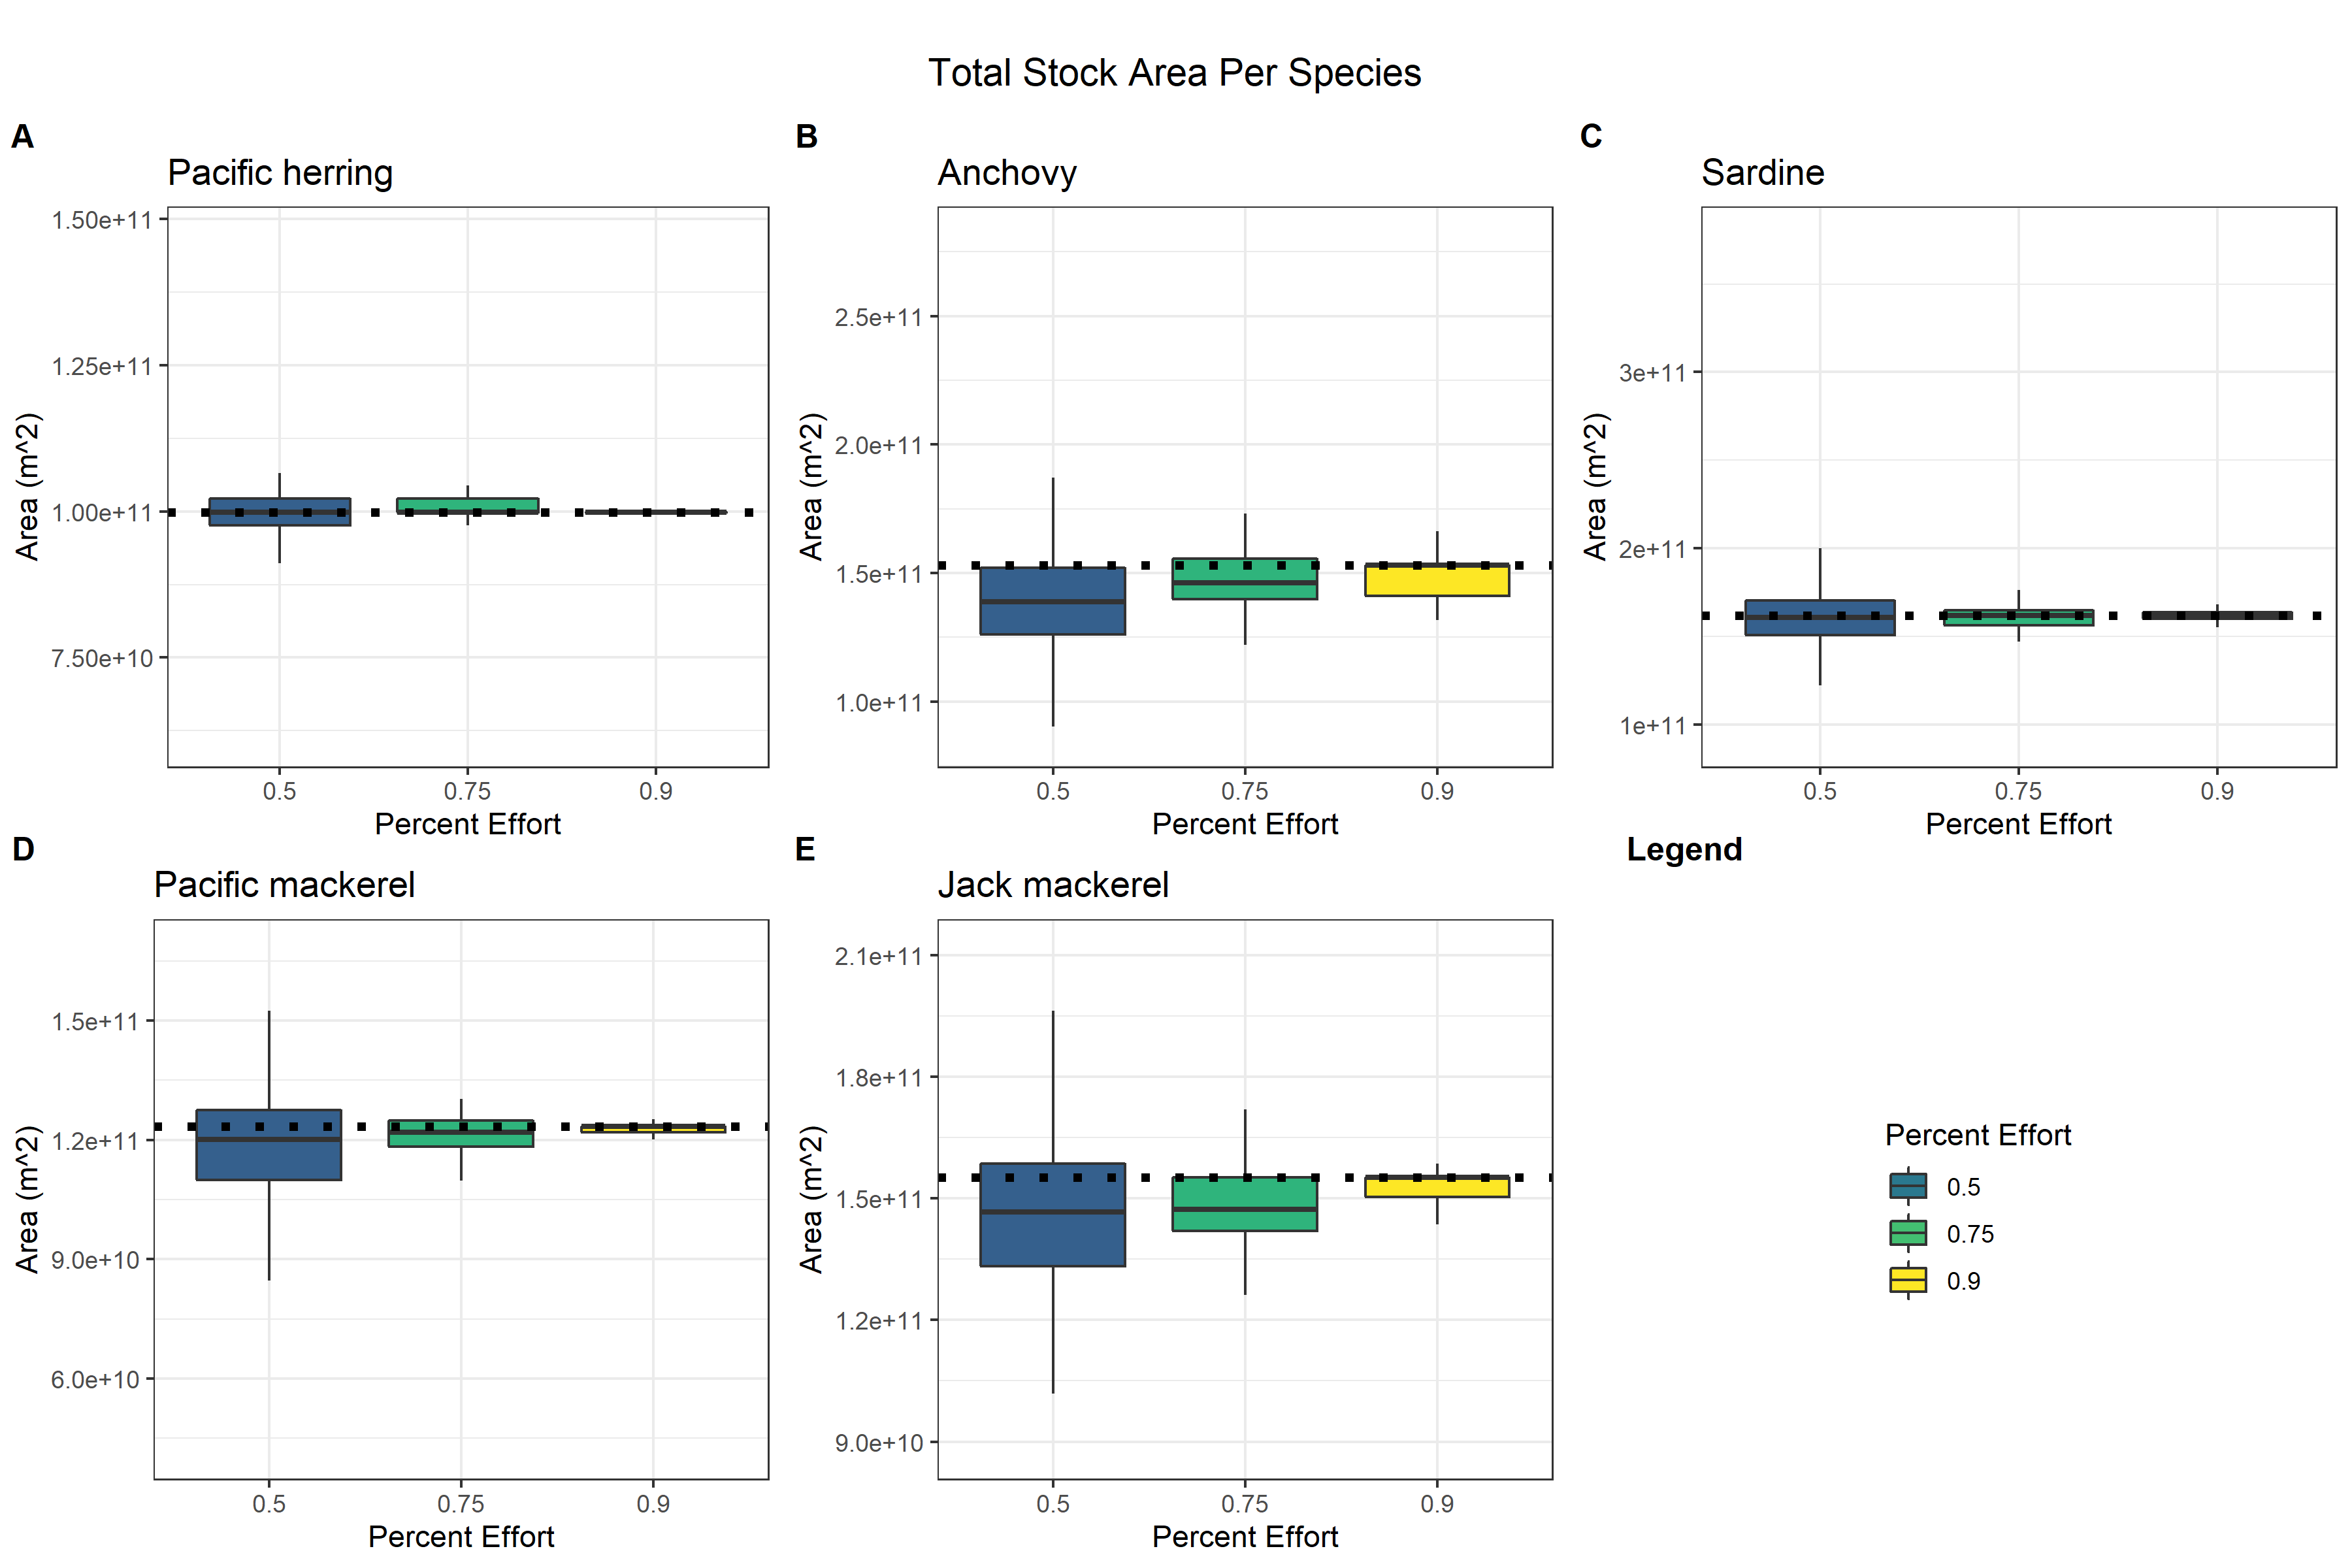 Total Stock Area Per Species
A
Pacific herring
1.50e+11
1.25e+11
1.00e+11
7.50e+10
Area (m^2)
0.5 0.75 0.9
Percent Effort
B
Anchovy
2.5e+11
2.0e+11
1.5e+11
1.0e+11
Area (m^2)
0.5 0.75 0.9
Percent Effort
C
Sardine
3e+11
2e+11
1e+11
Area (m^2)
0.5 0.75 0.9
Percent Effort
D
Pacific mackerel
1.5e+11
1.2e+11
9.0e+10
6.0e+10
Area (m^2)
0.5 0.75 0.9
Percent Effort
E
Jack mackerel
2.1e+11
1.8e+11
1.5e+11
1.2e+11
9.0e+10
Area (m^2)
0.5 0.75 0.9
Percent Effort
Legend
Percent Effort
0.5
0.75
0.9